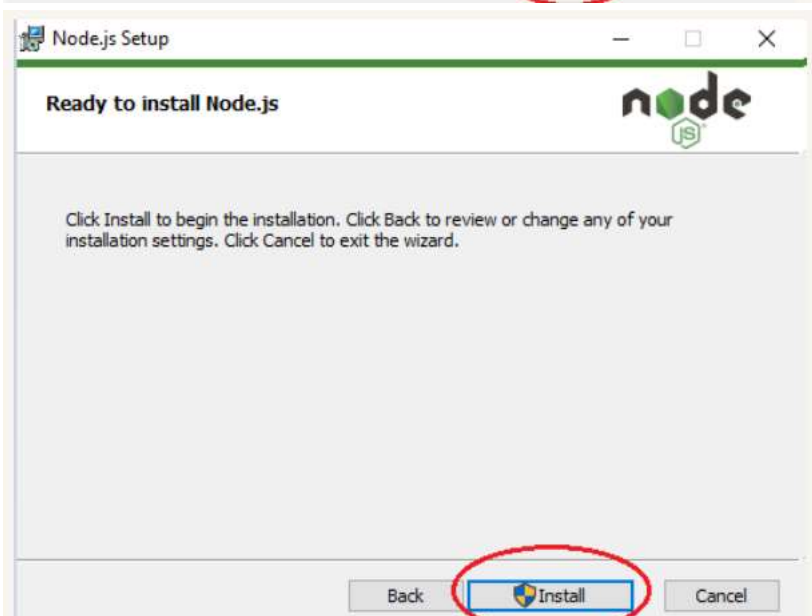 Node.js Setup
Ready to install Node.js
node
JS
Click Install to begin the installation. Click Back to review or change any of your
installation settings. Click Cancel to exit the wizard.
Back
Install
Cancel